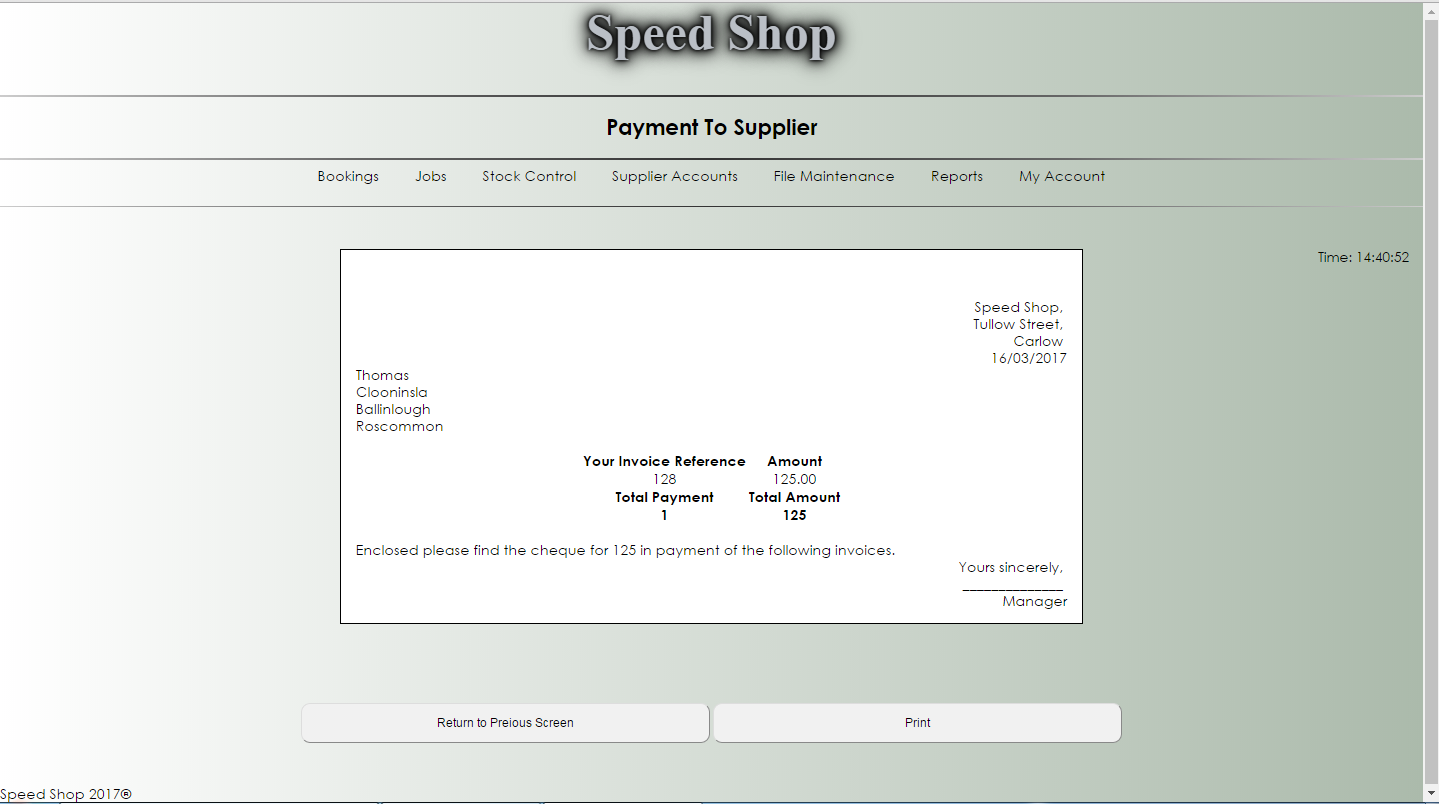 Speed Shop
Payment To Supplier
Bookings Jobs Stock Control Supplier Accounts File Maintenance Reports My Account
Time: 14:40:52
Speed Shop,
Tullow Street,
Carlow
16/03/2017
Thomas
Clooninsla
Ballinlough
Roscommon
Your Invoice Reference Amount
128 125.00
Total Payment Total Amount
1 125
Enclosed please find the cheque for 125 in payment of the following invoices.
Yours sincerely,
______________
Manager
Return to Preious Screen Print
Speed Shop 2017®